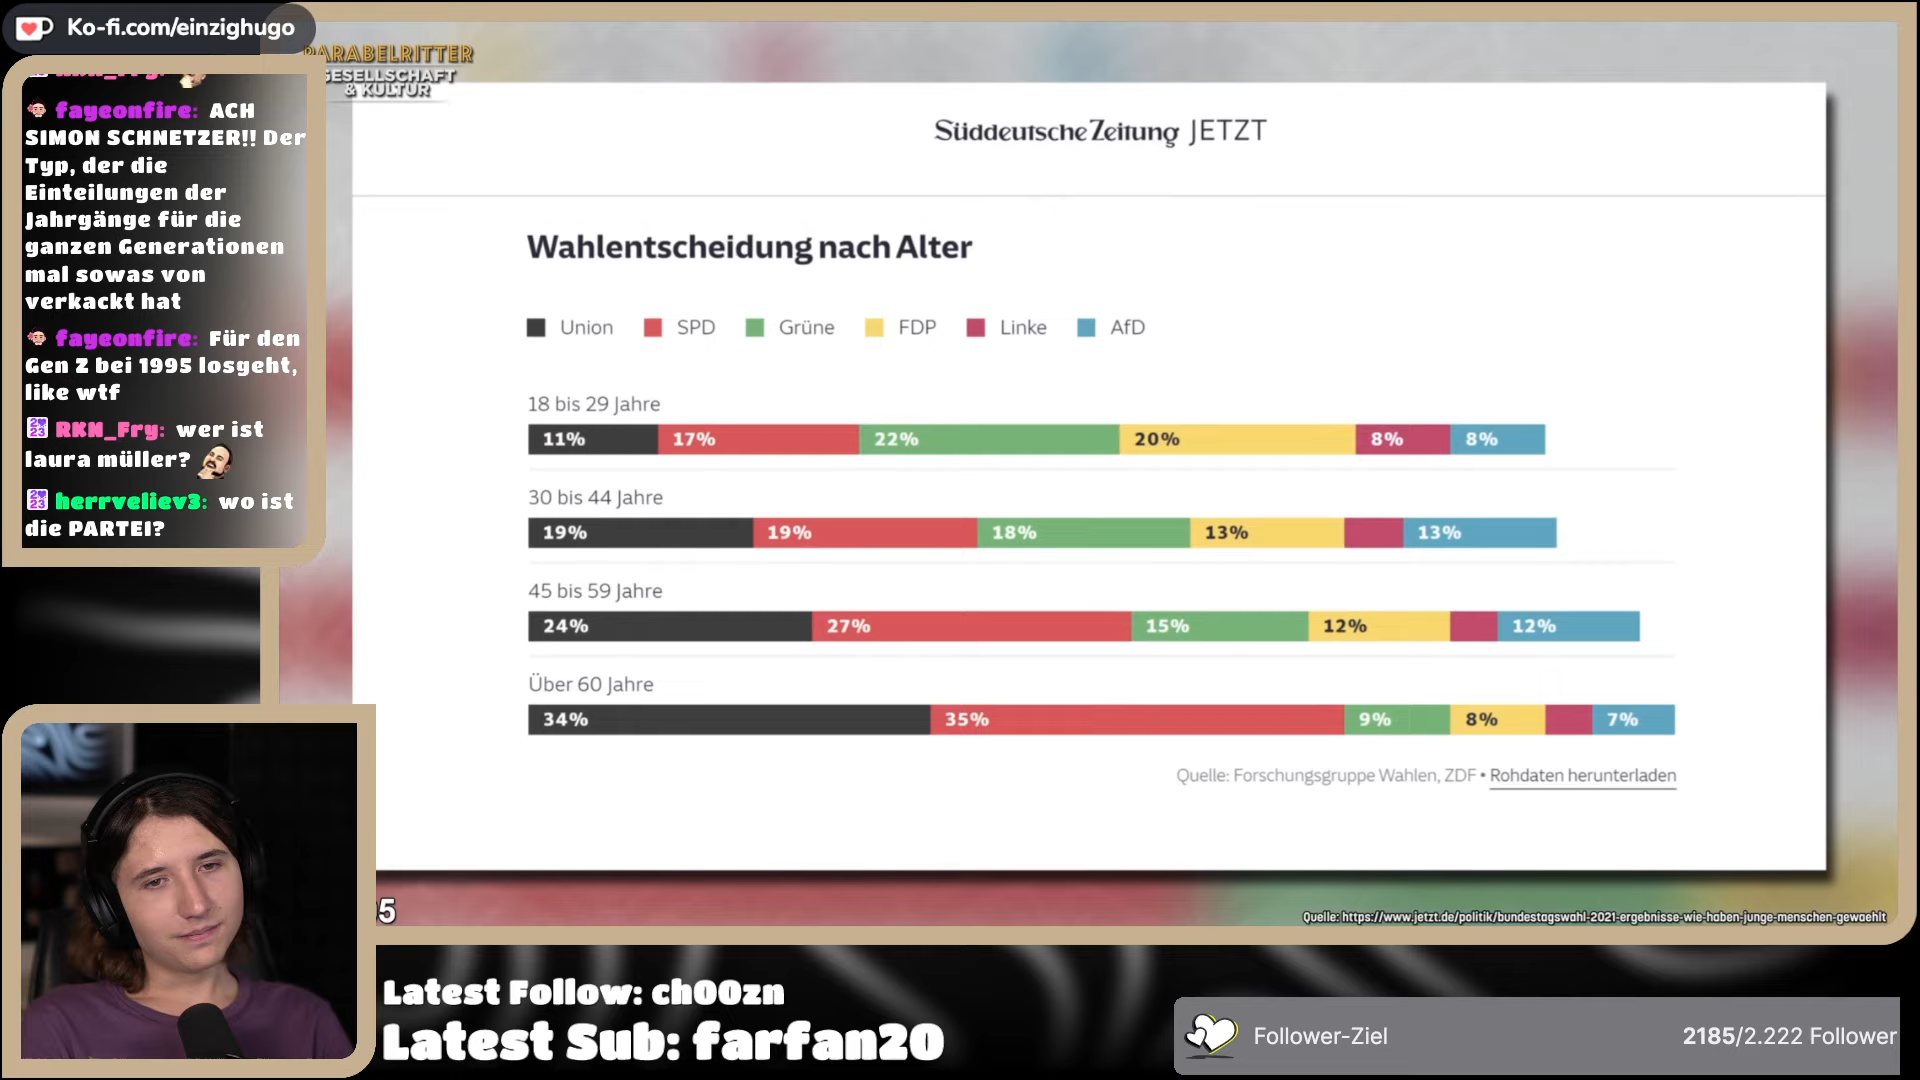 Ko-fi.com/einzighugo
PARABELRITTER
GESELLSCHAFT
& KULTUR
fayeonfire: ACH
SIMON SCHNETZER!! Der
Typ, der die
Einteilungen der
Jahrgänge für die
ganzen Generationen
mal sowas von
verkackt hat
fayeonfire: Für den
Gen Z bei 1995 losgeht,
like wtf
RKN_Fry: wer ist
laura müller?
herrveliev3: wo ist
die PARTEI?
Süddeutsche Zeitung JETZT
Wahlentscheidung nach Alter
Union SPD Grüne FDP Linke AfD
18 bis 29 Jahre
11% 17% 22% 20% 8% 8%
30 bis 44 Jahre
19% 19% 18% 13% 13%
45 bis 59 Jahre
24% 27% 15% 12% 12%
Über 60 Jahre
34% 35% 9% 8% 7%
Quelle: Forschungsgruppe Wahlen, ZDF • Rohdaten herunterladen
Quelle: https://www.jetzt.de/politik/bundestagswahl-2021-ergebnisse-wie-haben-junge-menschen-gewaehlt
Latest Follow: ch00zn
Latest Sub: farfan20
Follower-Ziel
2185/2.222 Follower